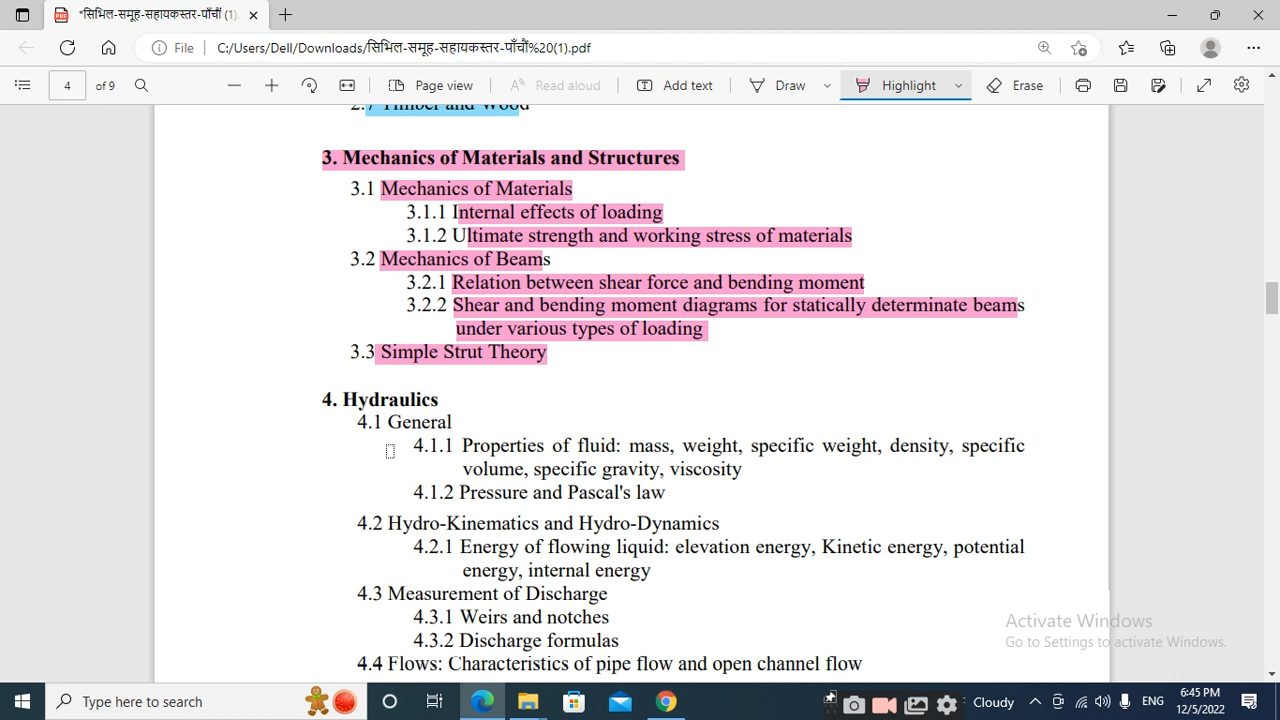 *सिभिल-समूह-सहायकस्तर-पाँचौं (1).
File
C:/Users/Dell/Downloads/सिभिल-समूह-सहायकस्तर-पाँचौं%20(1).pdf
4 of 9
Page view
Read aloud
Add text
Draw
Highlight
Erase
2.7 Timber and Wood
3. Mechanics of Materials and Structures
3.1 Mechanics of Materials
3.1.1 Internal effects of loading
3.1.2 Ultimate strength and working stress of materials
3.2 Mechanics of Beams
3.2.1 Relation between shear force and bending moment
3.2.2 Shear and bending moment diagrams for statically determinate beams
under various types of loading
3.3 Simple Strut Theory
4. Hydraulics
4.1 General
4.1.1 Properties of fluid: mass, weight, specific weight, density, specific
volume, specific gravity, viscosity
4.1.2 Pressure and Pascal's law
4.2 Hydro-Kinematics and Hydro-Dynamics
4.2.1 Energy of flowing liquid: elevation energy, Kinetic energy, potential
energy, internal energy
4.3 Measurement of Discharge
4.3.1 Weirs and notches
4.3.2 Discharge formulas
4.4 Flows: Characteristics of pipe flow and open channel flow
Activate Windows
Go to Settings to activate Windows.
Type here to search
Cloudy
ENG
6:45 PM
12/5/2022